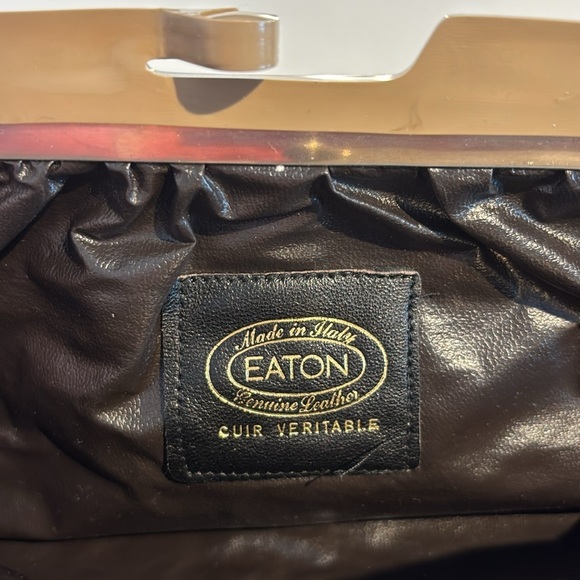 Made in Italy
EATON
Genuine Leather
CUIR VERITABLE